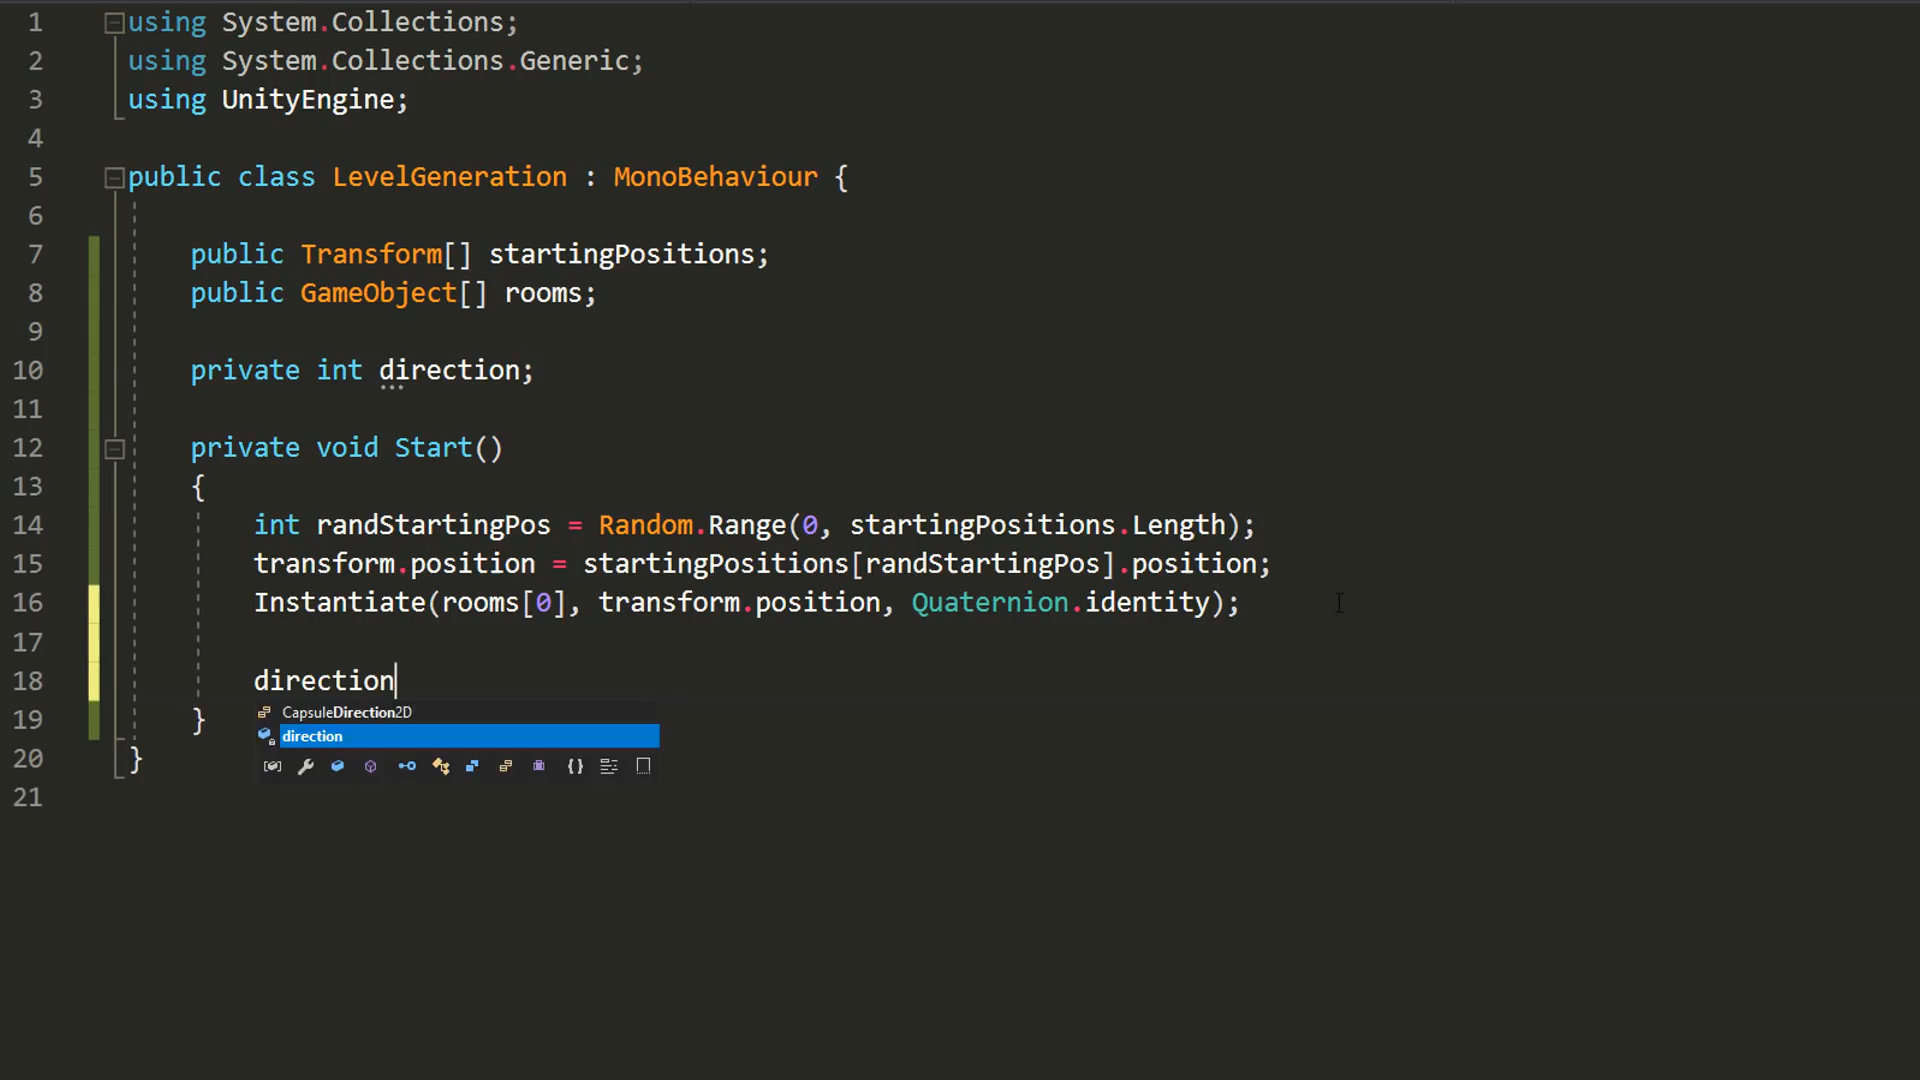 1 using System.Collections;
2 using System.Collections.Generic;
3 using UnityEngine;
4
5 public class LevelGeneration : MonoBehaviour {
6
7 public Transform[] startingPositions;
8 public GameObject[] rooms;
9
10 private int direction;
11
12 private void Start()
13 {
14 int randStartingPos = Random.Range(0, startingPositions.Length);
15 transform.position = startingPositions[randStartingPos].position;
16 Instantiate(rooms[0], transform.position, Quaternion.identity);
17
18 direction
CapsuleDirection2D
19 }
direction
20 }
21